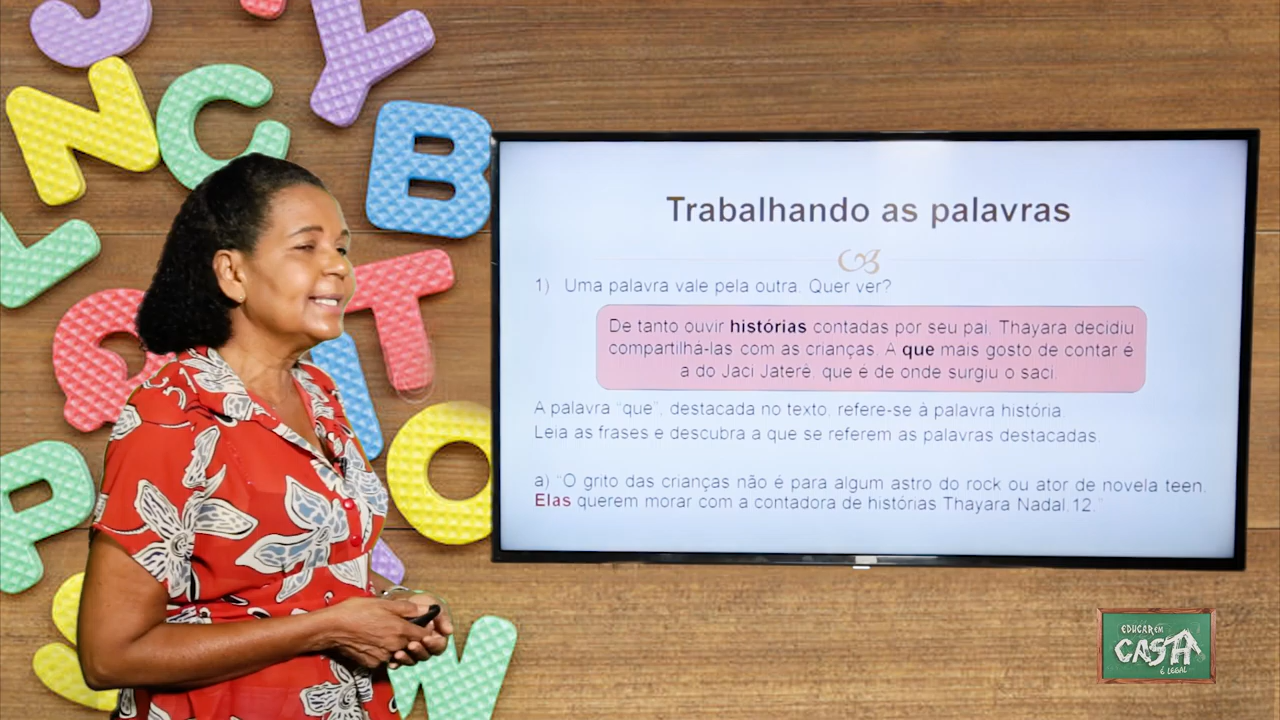 Trabalhando as palavras
1) Uma palavra vale pela outra. Quer ver?
De tanto ouvir histórias contadas por seu pai, Thayara decidiu
compartilhá-las com as crianças. A que mais gosto de contar é
a do Jaci Jaterê, que é de onde surgiu o saci.
A palavra "que", destacada no texto, refere-se à palavra história.
Leia as frases e descubra a que se referem as palavras destacadas.
a) "O grito das crianças não é para algum astro do rock ou ator de novela teen.
Elas querem morar com a contadora de histórias Thayara Nadal,12."
EDUCAR EM
CASA
É LEGAL
J
Y
N
C
B
L
T
R
I
O
P
S
W